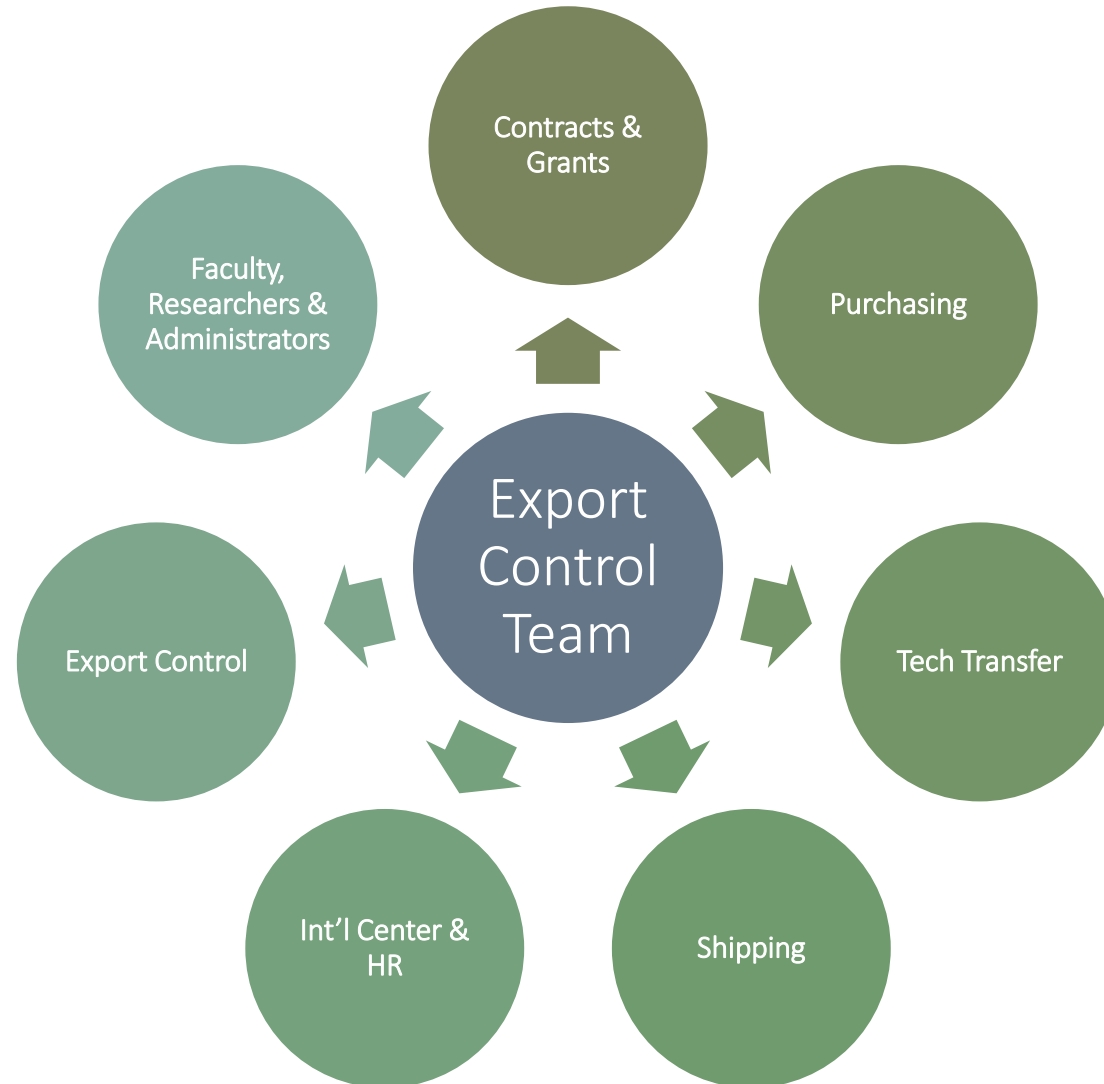 Contracts &
Grants
Purchasing
Tech Transfer
Shipping
Int’l Center &
HR
Export Control
Faculty,
Researchers &
Administrators
Export
Control
Team